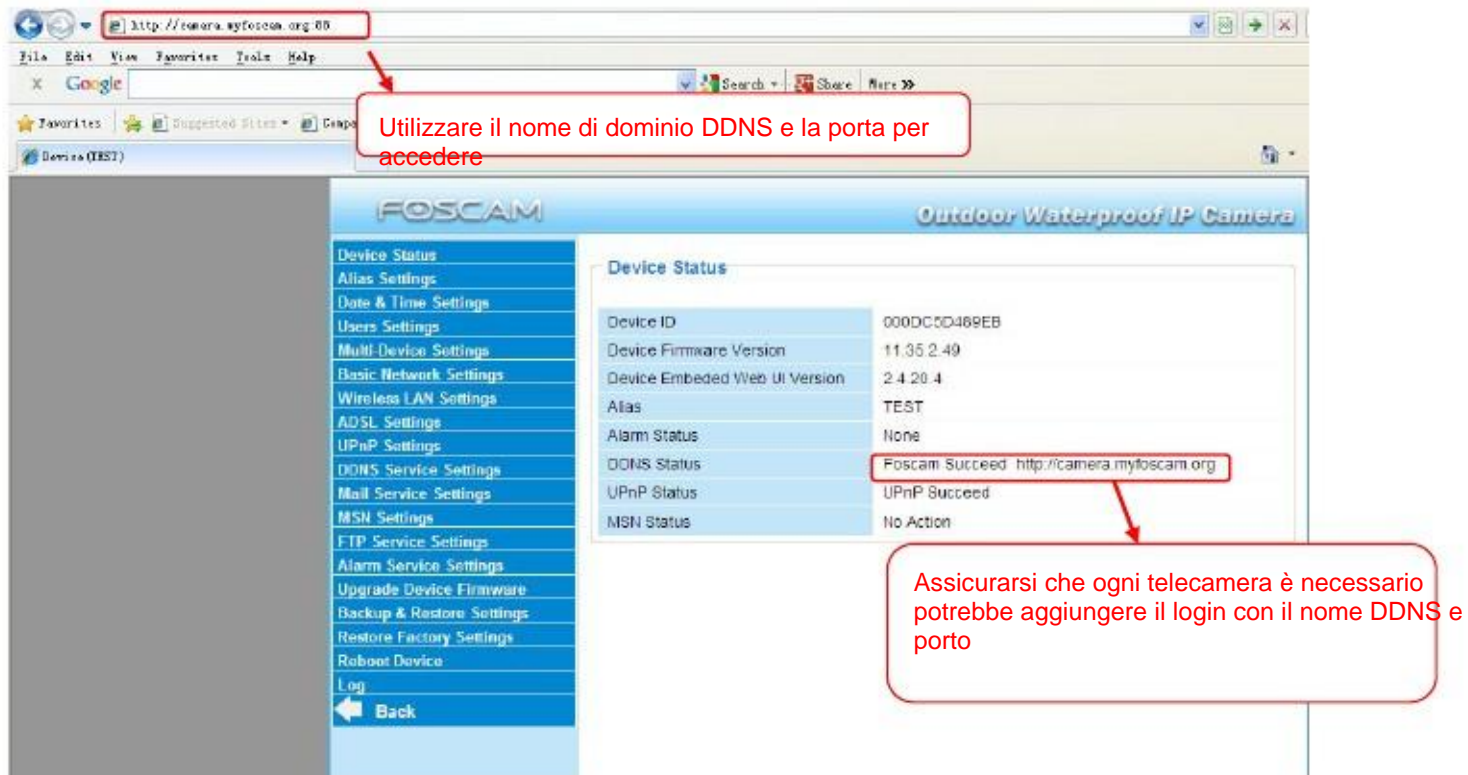 http://camera.myfoscam.org:88
File Edit View Favorites Tools Help
x Google Search Share More »
Favorites Suggested Sites
Utilizzare il nome di dominio DDNS e la porta per
accedere
Device(TEST)
FOSCAM
Outdoor Waterproof IP Camera
Device Status
Alias Settings
Date & Time Settings
Users Settings
Multi-Device Settings
Basic Network Settings
Wireless LAN Settings
ADSL Settings
UPnP Settings
DDNS Service Settings
Mail Service Settings
MSN Settings
FTP Service Settings
Alarm Service Settings
Upgrade Device Firmware
Backup & Restore Settings
Restore Factory Settings
Reboot Device
Log
Back
Device Status
Device ID 000DC5D489EB
Device Firmware Version 11.35.2.49
Device Embeded Web UI Version 2.4.20.4
Alias TEST
Alarm Status None
DDNS Status Foscam Succeed http://camera.myfoscam.org
UPnP Status UPnP Succeed
MSN Status No Action
Assicurarsi che ogni telecamera è necessario
potrebbe aggiungere il login con il nome DDNS e
porto